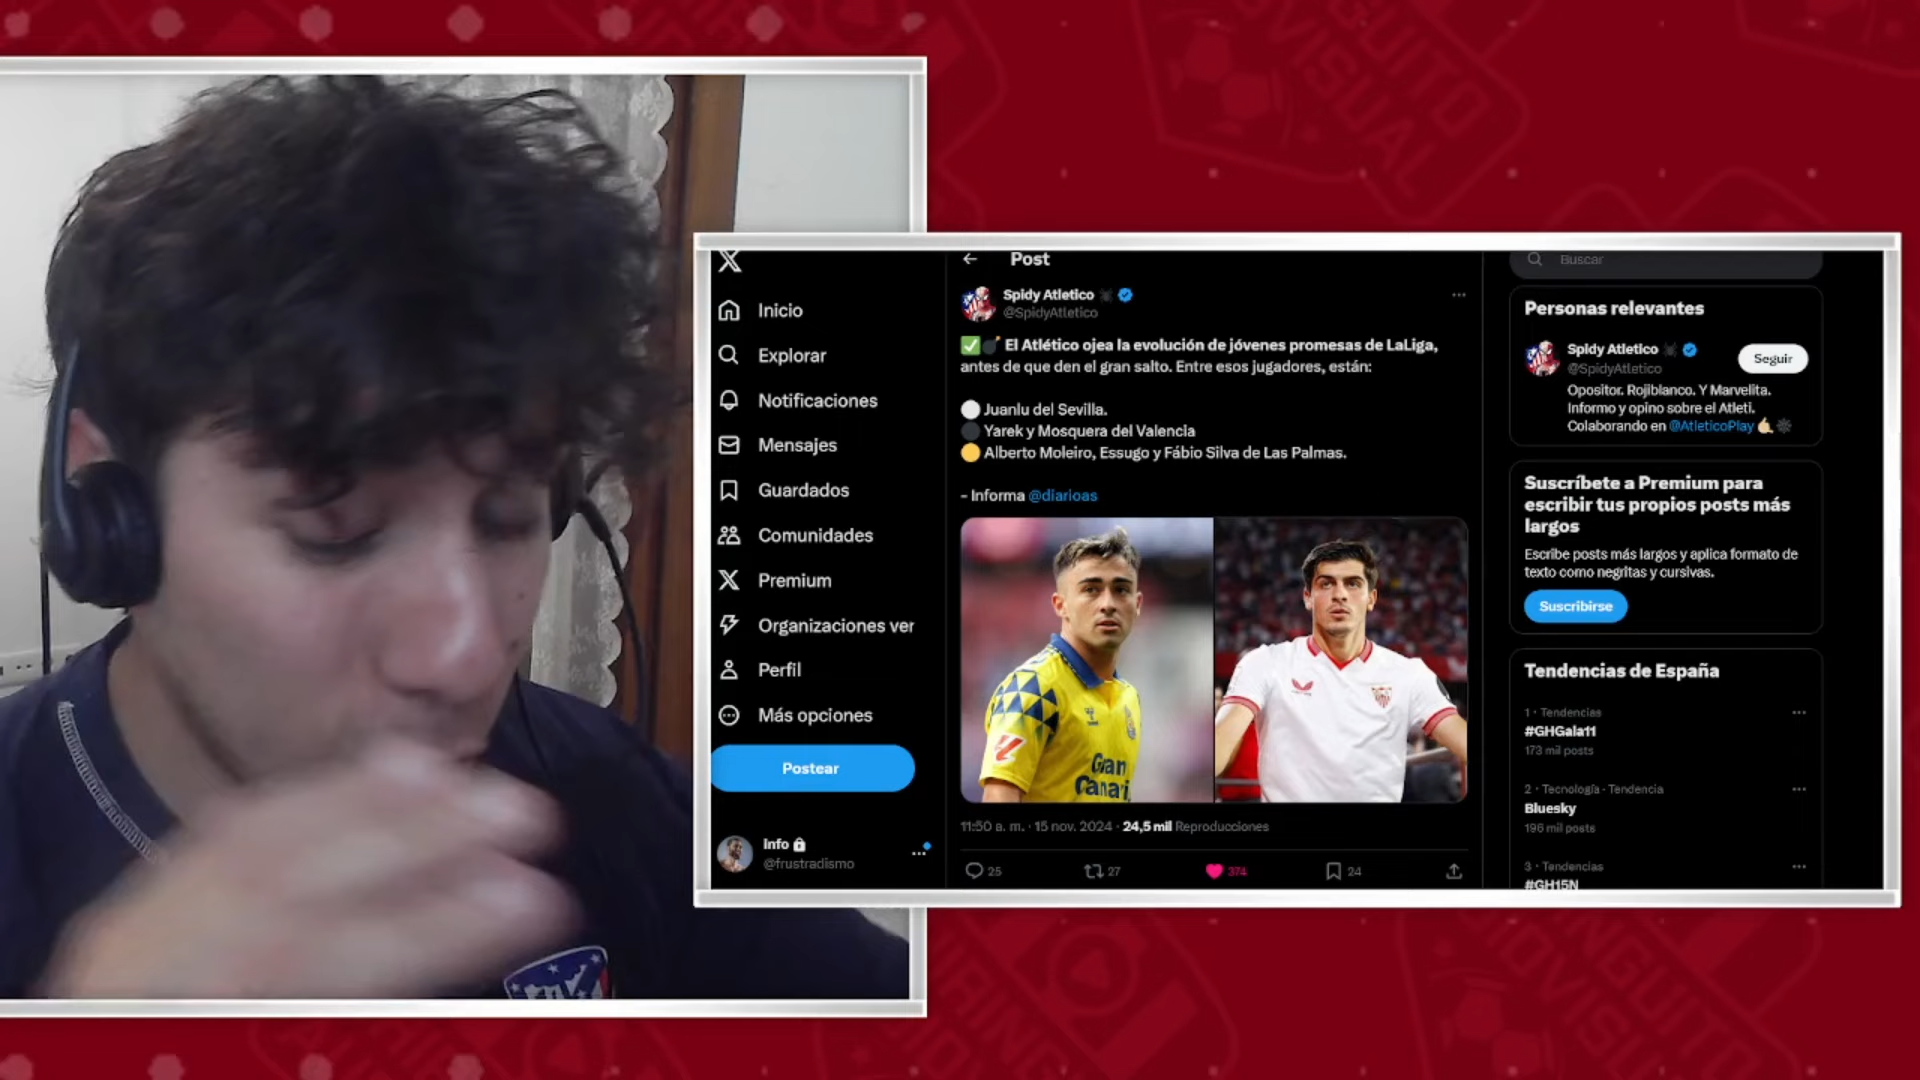 Post
Buscar
Inicio
Explorar
Notificaciones
Mensajes
Guardados
Comunidades
Premium
Organizaciones ver
Perfil
Más opciones
Postear
Info
@frustradismo
Spidy Atletico
@SpidyAtletico
El Atlético ojea la evolución de jóvenes promesas de LaLiga,
antes de que den el gran salto. Entre esos jugadores, están:
Juanlu del Sevilla.
Yarek y Mosquera del Valencia
Alberto Moleiro, Essugo y Fábio Silva de Las Palmas.
- Informa @diarioas
Gran
Canaria
11:50 a. m. · 15 nov. 2024 · 24,5 mil Reproducciones
25 27 374 24
Personas relevantes
Spidy Atletico
@SpidyAtletico
Seguir
Opositor. Rojiblanco. Y Marvelita.
Informo y opino sobre el Atleti.
Colaborando en @AtleticoPlay
Suscríbete a Premium para
escribir tus propios posts más
largos
Escribe posts más largos y aplica formato de
texto como negritas y cursivas.
Suscribirse
Tendencias de España
1 · Tendencias
#GHGala11
173 mil posts
2 · Tecnología · Tendencia
Bluesky
196 mil posts
3 · Tendencias
#GH15N